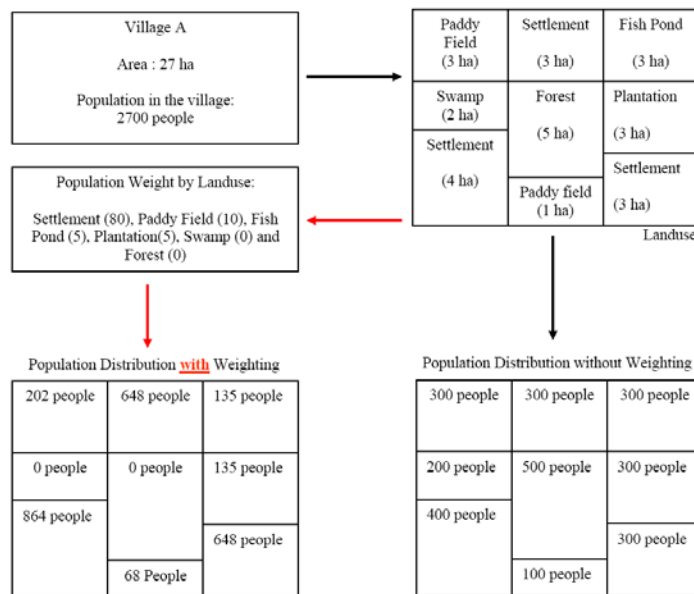 Village A
Area : 27 ha
Population in the village:
2700 people
Paddy
Field
(3 ha)
Settlement
(3 ha)
Fish Pond
(3 ha)
Swamp
(2 ha)
Forest
(5 ha)
Plantation
(3 ha)
Settlement
(4 ha)
Settlement
(3 ha)
Paddy field
(1 ha)
Landuse
Population Weight by Landuse:
Settlement (80), Paddy Field (10), Fish
Pond (5), Plantation(5), Swamp (0) and
Forest (0)
Population Distribution with Weighting
202 people
648 people
135 people
0 people
0 people
135 people
864 people
648 people
68 People
Population Distribution without Weighting
300 people
300 people
300 people
200 people
500 people
300 people
400 people
300 people
100 people